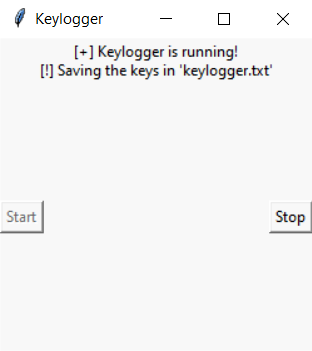 Keylogger
[+] Keylogger is running!
[!] Saving the keys in 'keylogger.txt'
Start
Stop